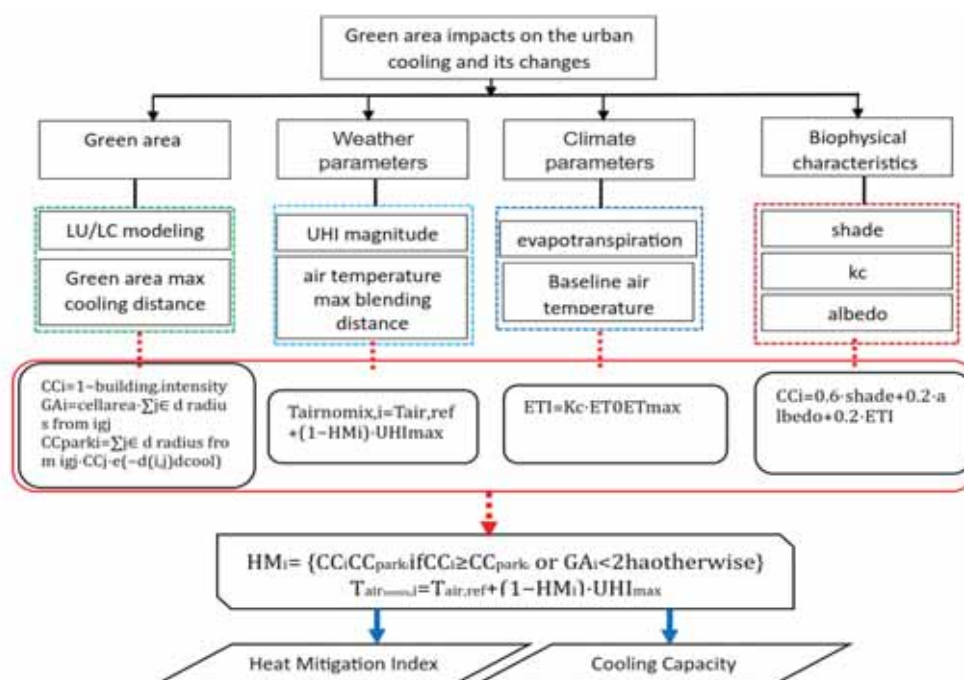 Green area impacts on the urban
cooling and its changes
Green area
Weather
parameters
Climate
parameters
Biophysical
characteristics
LU/LC modeling
Green area max
cooling distance
UHI magnitude
air temperature
max blending
distance
evapotranspiration
Baseline air
temperature
shade
kc
albedo
CCi=1−building.intensity
GAi=cellarea·∑j∈ d radiu
s from igj
CCparki=∑j∈ d radius fro
m igj·CCj·e(−d(i,j)dcool)
Tairnomix,i=Tair,ref
+(1−HMi)·UHImax
ETI=Kc·ET0ETmax
CCi=0.6·shade+0.2·a
lbedo+0.2·ETI
HMi= {CCiCCparkiifCCi≥CCparki or GAi<2haotherwise}
Tairnomix,i=Tair,ref+(1−HMi)·UHImax
Heat Mitigation Index
Cooling Capacity